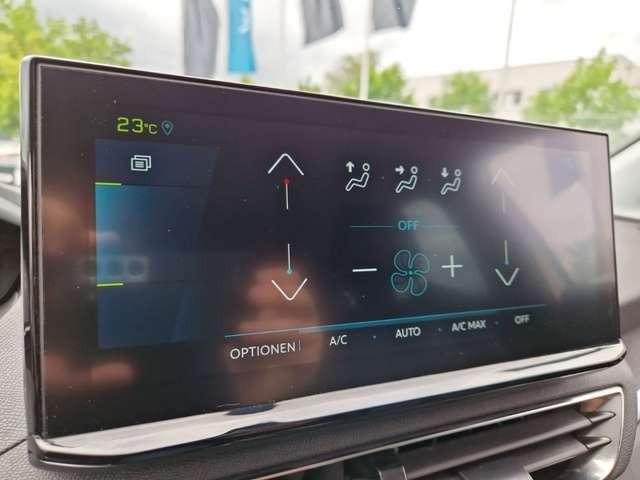 23°C
OFF
OPTIONEN A/C AUTO A/C MAX OFF